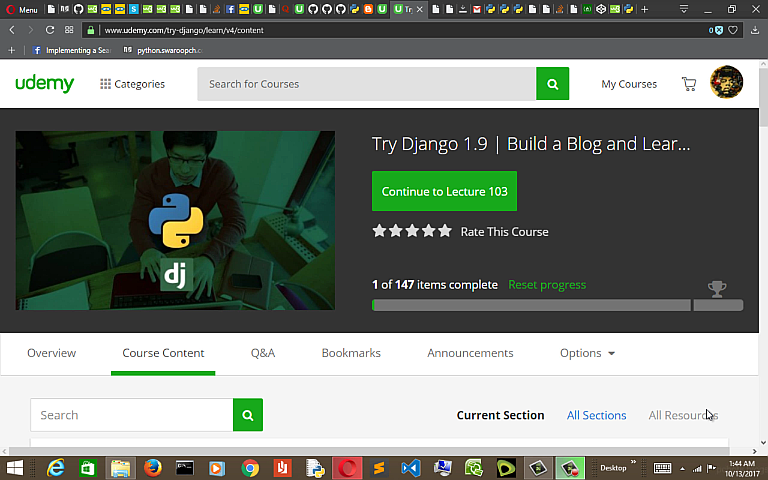 Menu
Tr
www.udemy.com/try-django/learn/v4/content
0
Implementing a Sea
python.swaroopch.c
udemy
Categories
Search for Courses
My Courses
Try Django 1.9 | Build a Blog and Lear...
Continue to Lecture 103
Rate This Course
dj
1 of 147 items complete
Reset progress
Overview
Course Content
Q&A
Bookmarks
Announcements
Options
Search
Current Section
All Sections
All Resources
Desktop
1:44 AM
10/13/2017